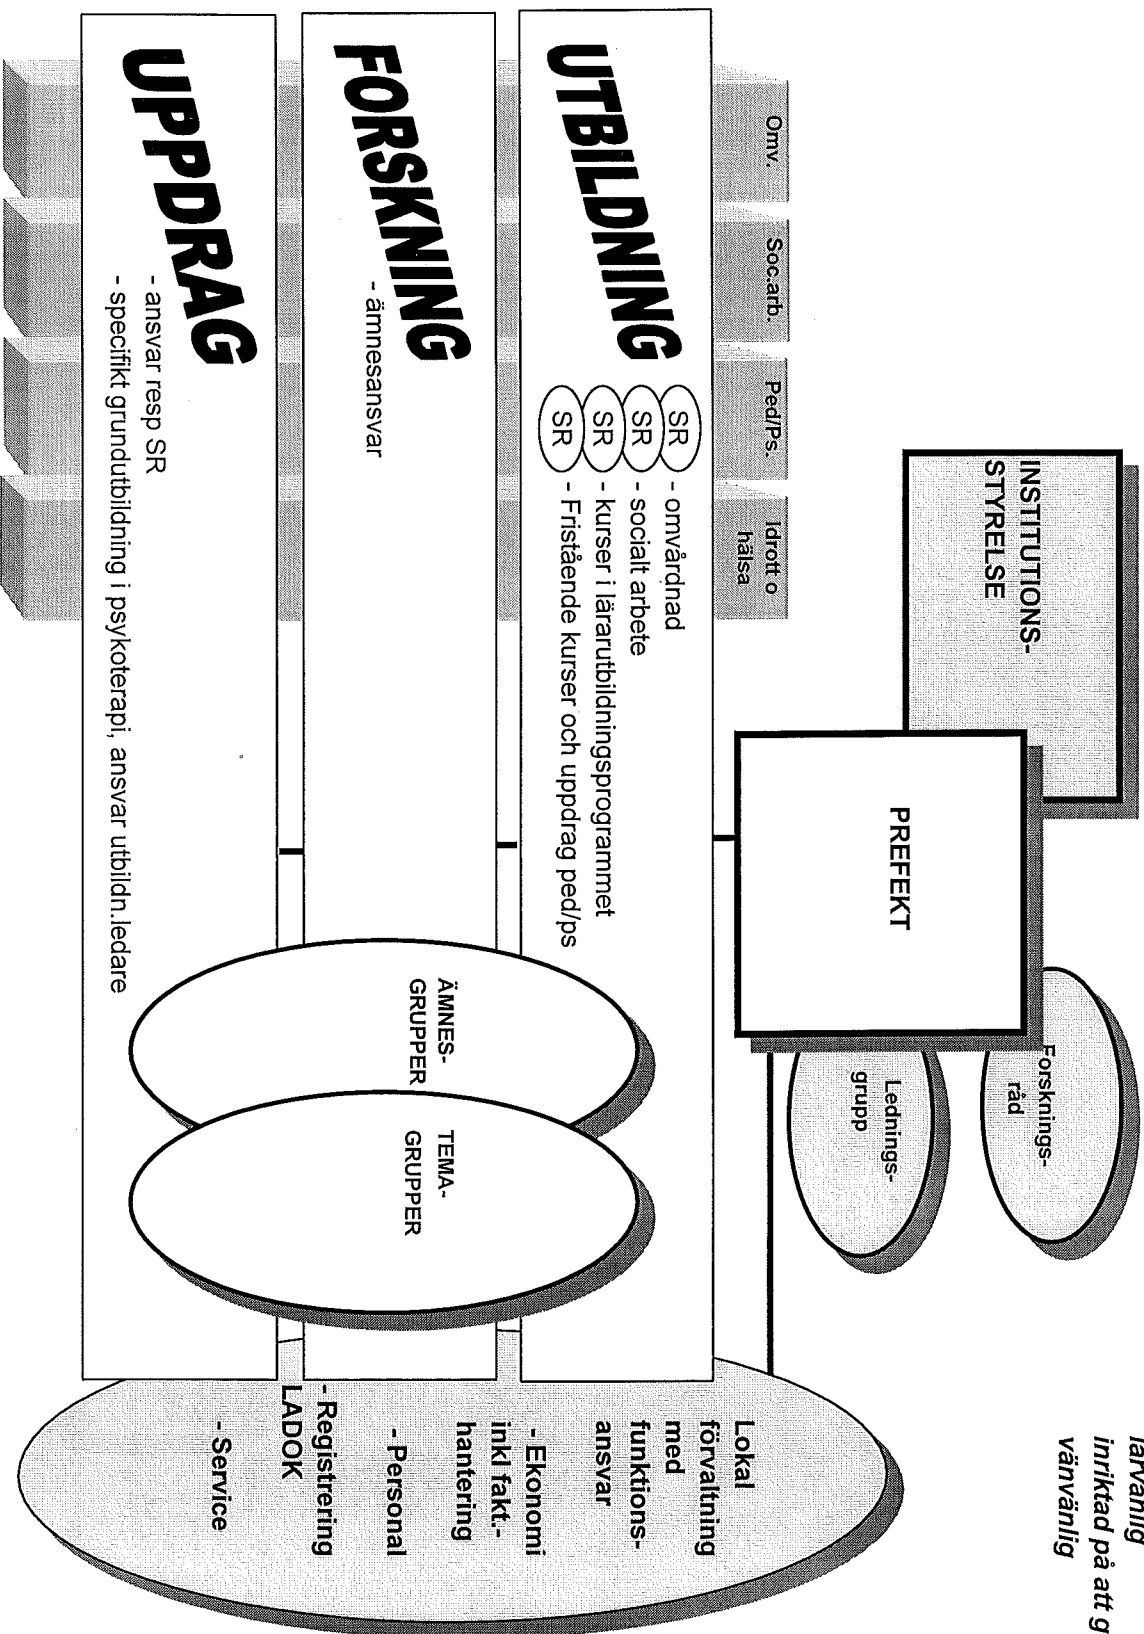 färvänlig
inriktad på att g
vänvänlig
INSTITUTIONS-
STYRELSE
PREFEKT
Forsknings-
råd
Lednings-
grupp
Omv.
Soc.arb.
Ped/Ps.
Idrott o
hälsa
UTBILDNING
SR - omvårdnad
SR - socialt arbete
SR - kurser i lärarutbildningsprogrammet
SR - Fristående kurser och uppdrag ped/ps
FORSKNING
- ämnesansvar
UPPDRAG
- ansvar resp SR
- specifikt grundutbildning i psykoterapi, ansvar utbildn.ledare
ÄMNES-
GRUPPER
TEMA-
GRUPPER
Lokal
förvaltning
med
funktions-
ansvar
- Ekonomi
inkl fakt.-
hantering
- Personal
- Registrering
LADOK
- Service